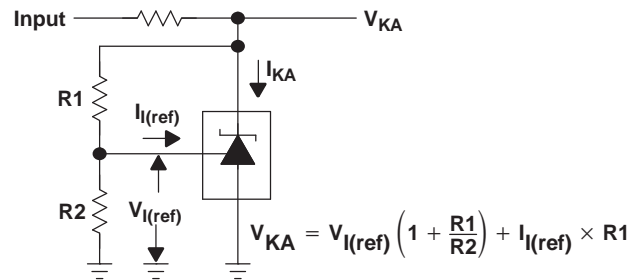 Input
V_KA
I_KA
R1
I_I(ref)
R2
V_I(ref)
V_KA = V_I(ref) (1 + R1/R2) + I_I(ref) × R1